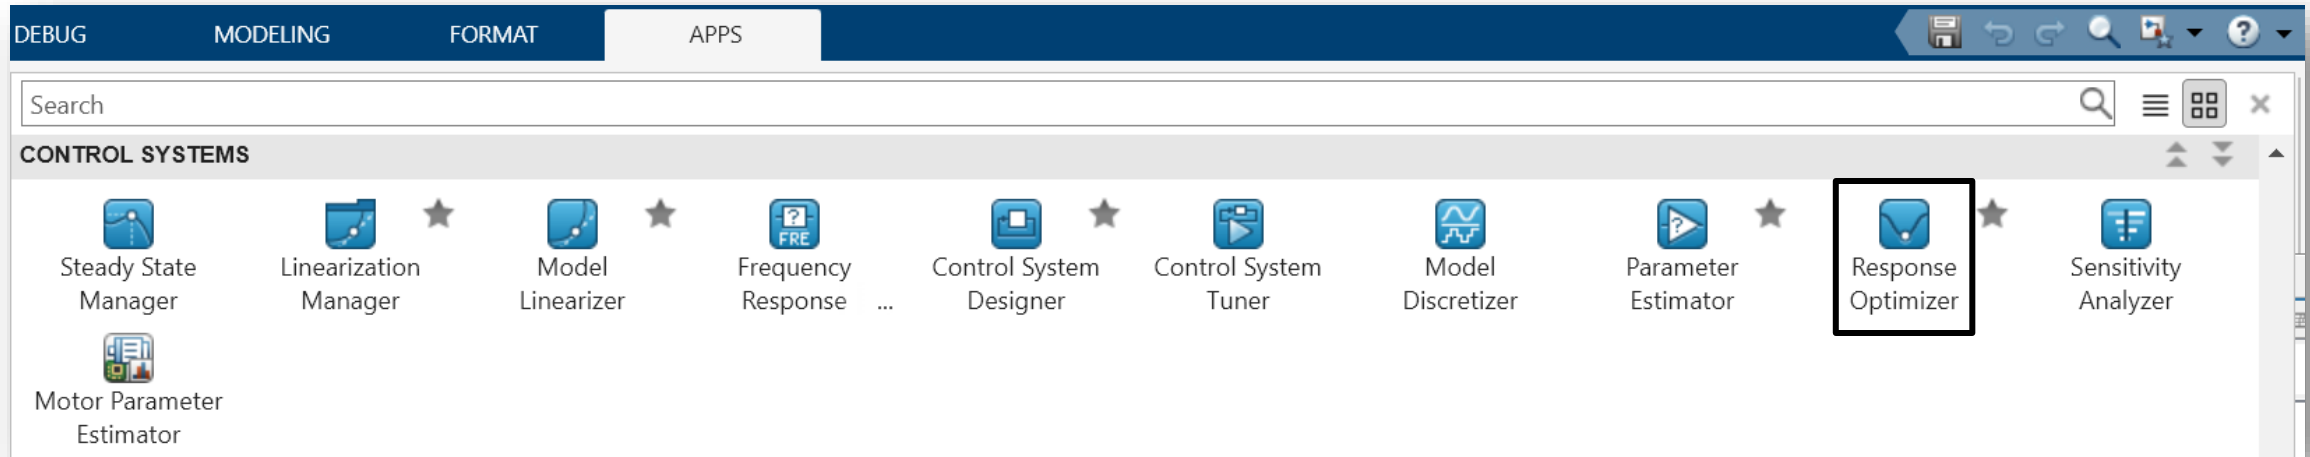 DEBUG MODELING FORMAT APPS
Search
CONTROL SYSTEMS
?
FRE
?
Steady State Manager
Linearization Manager
Model Linearizer
Frequency Response ...
Control System Designer
Control System Tuner
Model Discretizer
Parameter Estimator
Response Optimizer
Sensitivity Analyzer
Motor Parameter Estimator